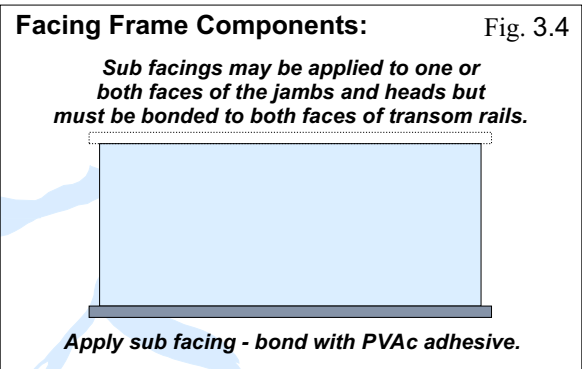 Facing Frame Components: Fig. 3.4
Sub facings may be applied to one or
both faces of the jambs and heads but
must be bonded to both faces of transom rails.
Apply sub facing - bond with PVAc adhesive.